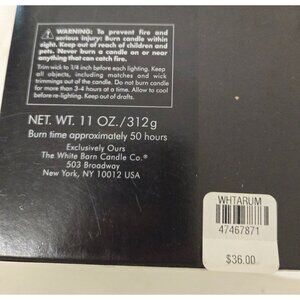 WARNING: To prevent fire and
serious injury: Burn candle within
sight. Keep out of reach of children and
pets. Never burn a candle on or near
anything that can catch fire.
Trim wick to 1/4 inch before each lighting. Keep
all objects, including matches and wick
trimmings out of the candle. Do not burn candle
for more than 3-4 hours at a time. Allow to cool
before re-lighting. Keep out of drafts.
NET. WT. 11 OZ./312 g
Burn time approximately 50 hours
Exclusively Ours
The White Barn Candle Co.®
503 Broadway
New York, NY 10012 USA
WHTARUM
47467871
$36.00